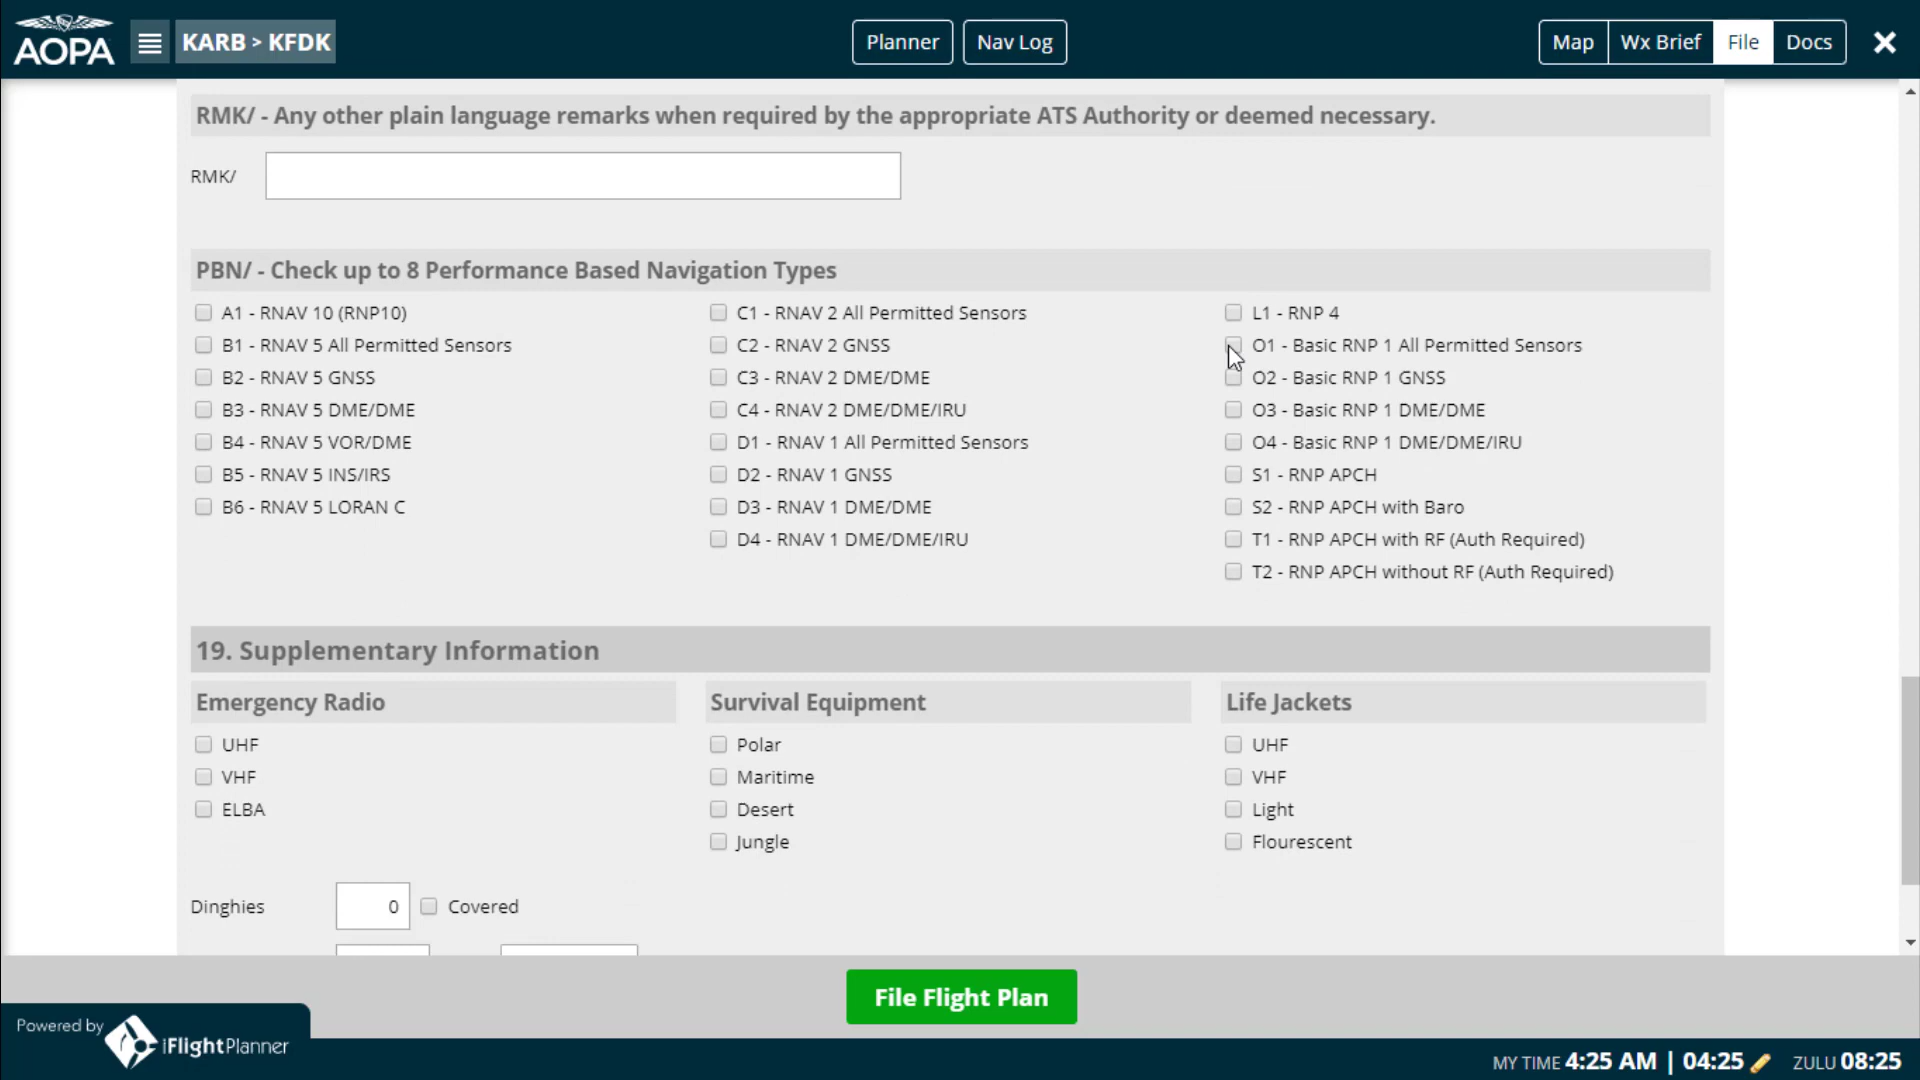 AOPA
KARB > KFDK
Planner
Nav Log
Map
Wx Brief
File
Docs
RMK/ - Any other plain language remarks when required by the appropriate ATS Authority or deemed necessary.
RMK/
PBN/ - Check up to 8 Performance Based Navigation Types
A1 - RNAV 10 (RNP10)
B1 - RNAV 5 All Permitted Sensors
B2 - RNAV 5 GNSS
B3 - RNAV 5 DME/DME
B4 - RNAV 5 VOR/DME
B5 - RNAV 5 INS/IRS
B6 - RNAV 5 LORAN C
C1 - RNAV 2 All Permitted Sensors
C2 - RNAV 2 GNSS
C3 - RNAV 2 DME/DME
C4 - RNAV 2 DME/DME/IRU
D1 - RNAV 1 All Permitted Sensors
D2 - RNAV 1 GNSS
D3 - RNAV 1 DME/DME
D4 - RNAV 1 DME/DME/IRU
L1 - RNP 4
O1 - Basic RNP 1 All Permitted Sensors
O2 - Basic RNP 1 GNSS
O3 - Basic RNP 1 DME/DME
O4 - Basic RNP 1 DME/DME/IRU
S1 - RNP APCH
S2 - RNP APCH with Baro
T1 - RNP APCH with RF (Auth Required)
T2 - RNP APCH without RF (Auth Required)
19. Supplementary Information
Emergency Radio
UHF
VHF
ELBA
Survival Equipment
Polar
Maritime
Desert
Jungle
Life Jackets
UHF
VHF
Light
Flourescent
Dinghies 0 Covered
File Flight Plan
Powered by
iFlightPlanner
MY TIME 4:25 AM | 04:25 ZULU 08:25